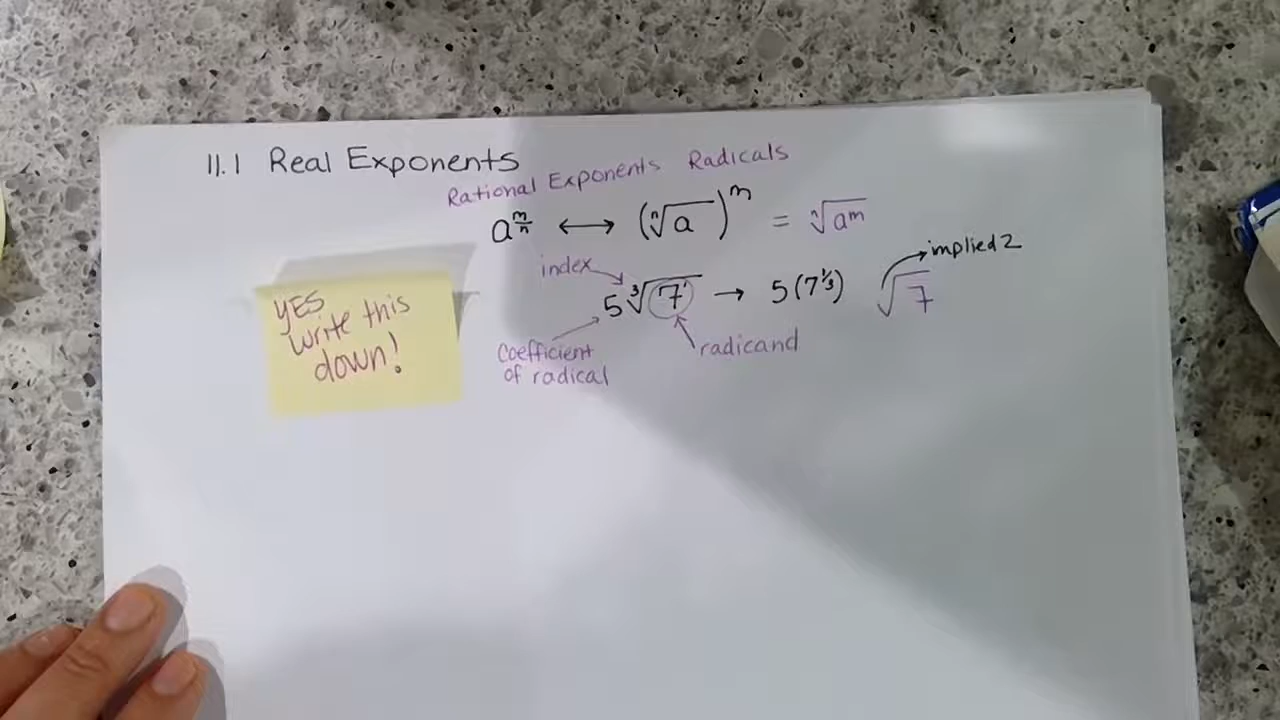 11.1 Real Exponents
Rational Exponents Radicals
a^(m/n) ↔ (ⁿ√a)^m = ⁿ√(a^m)
implied 2
index
5 ³√(7¹) → 5(7^(1/3)) √7
YES
write this
down!
radicand
Coefficient
of radical